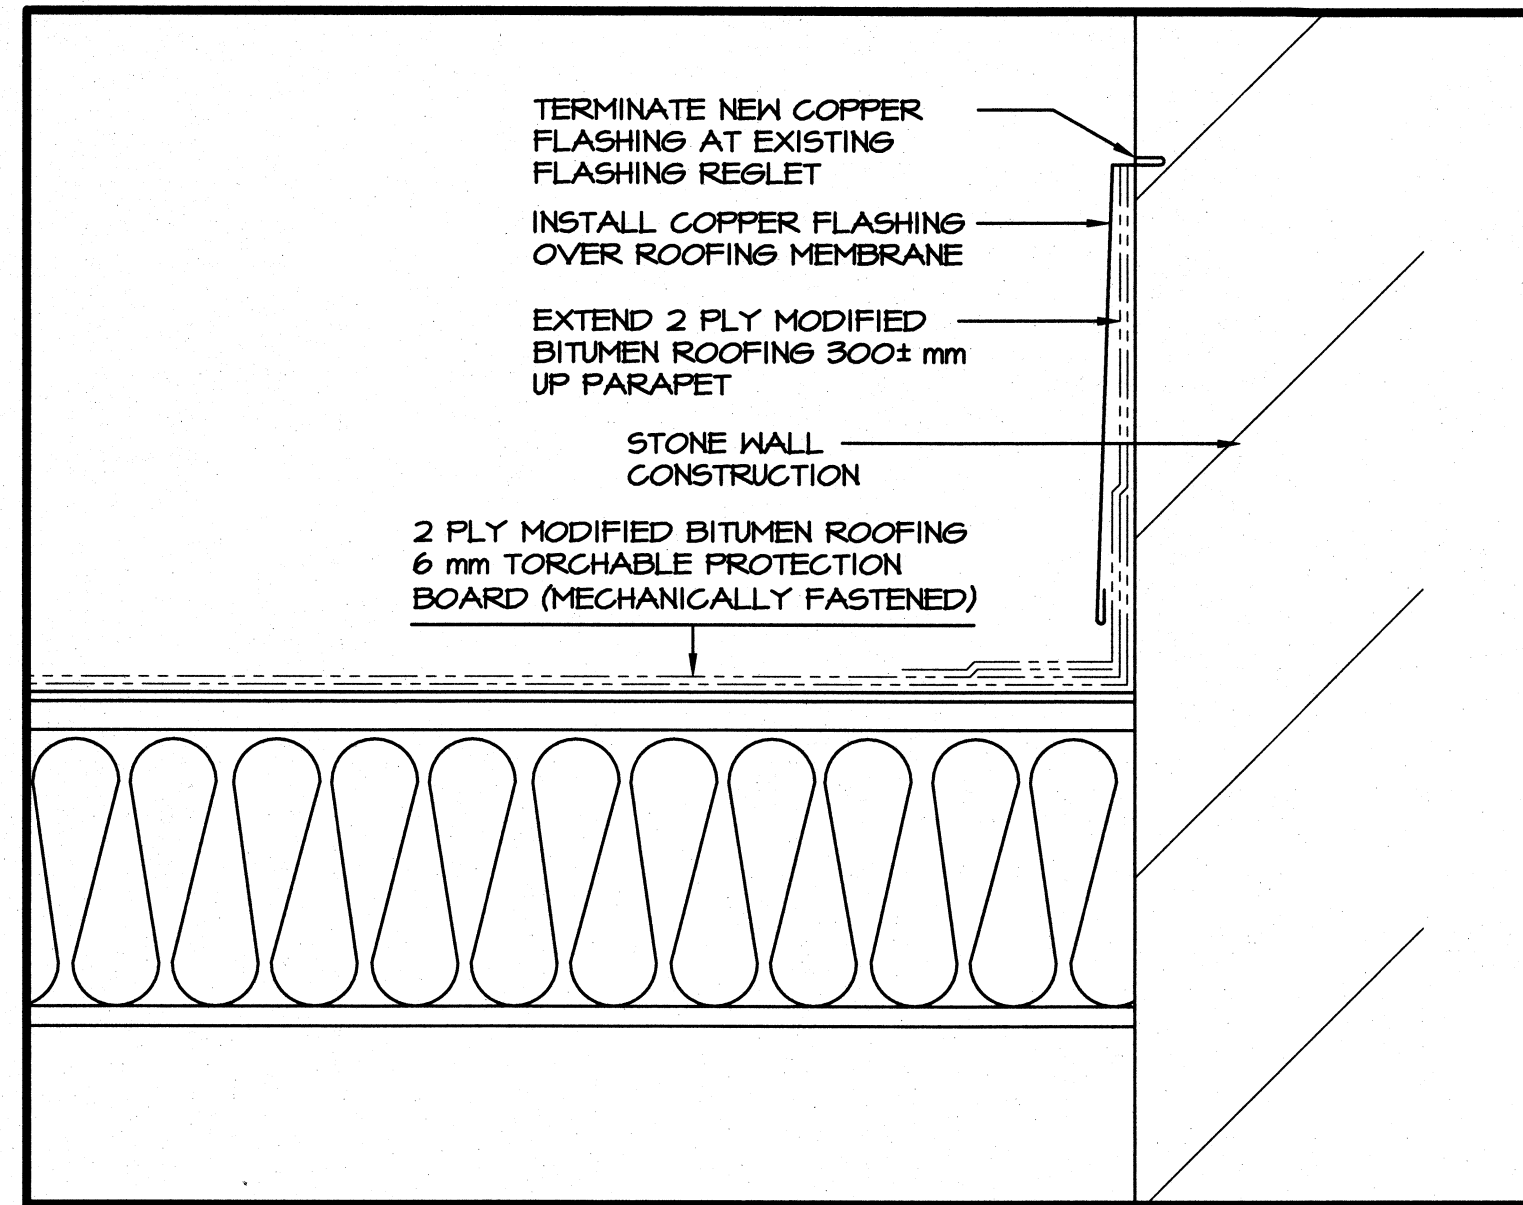 TERMINATE NEW COPPER
FLASHING AT EXISTING
FLASHING REGLET
INSTALL COPPER FLASHING
OVER ROOFING MEMBRANE
EXTEND 2 PLY MODIFIED
BITUMEN ROOFING 300± mm
UP PARAPET
STONE WALL
CONSTRUCTION
2 PLY MODIFIED BITUMEN ROOFING
6 mm TORCHABLE PROTECTION
BOARD (MECHANICALLY FASTENED)